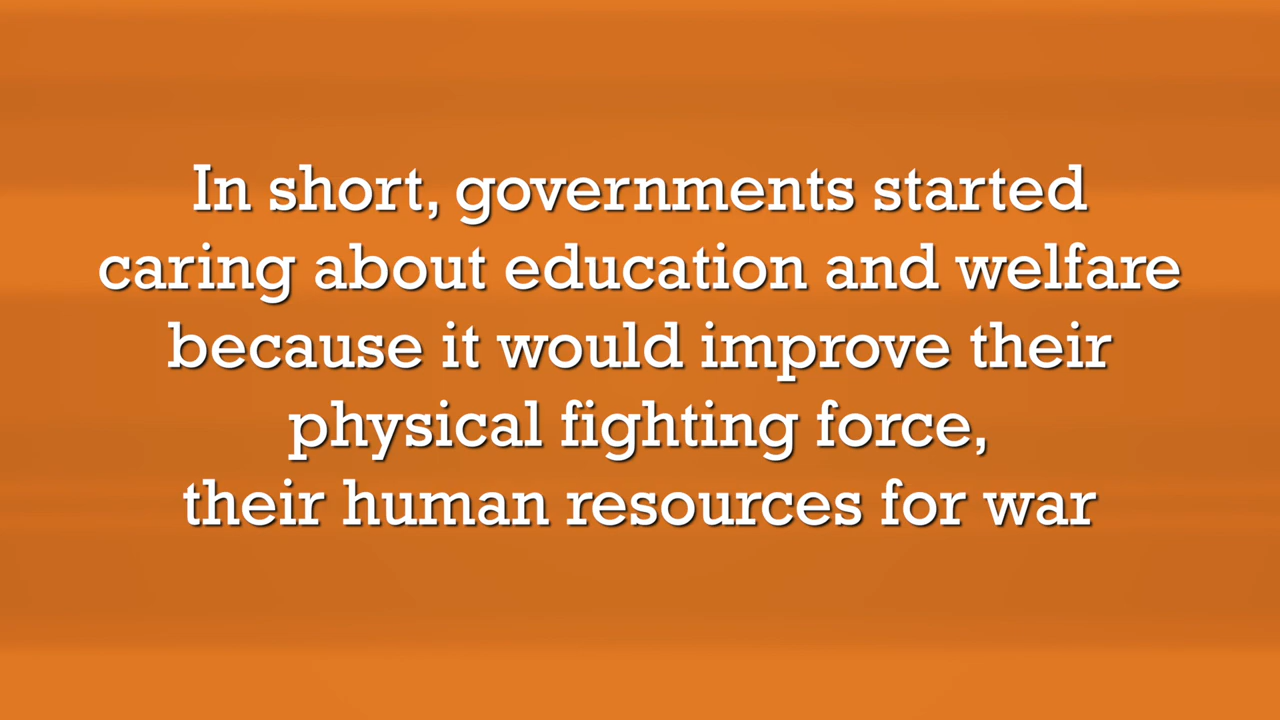 In short, governments started
caring about education and welfare
because it would improve their
physical fighting force,
their human resources for war